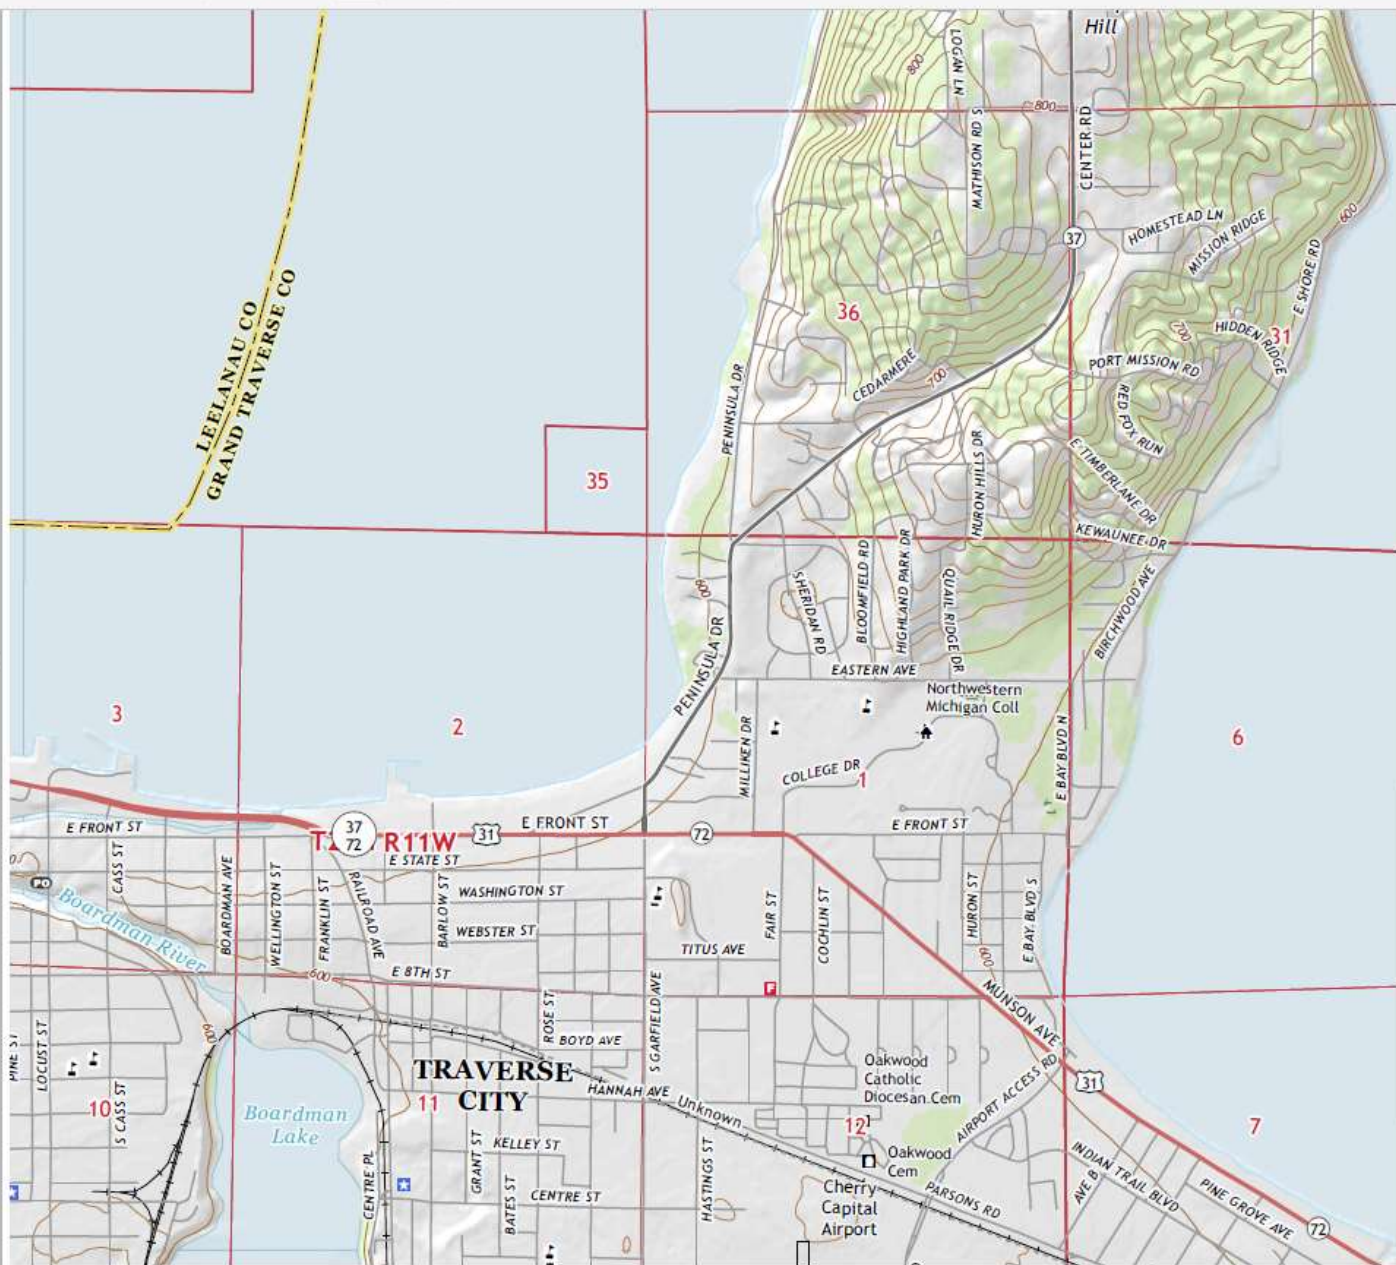 Hill
LOGAN LN
800
800
MATHISON RD S
CENTER RD
600
HOMESTEAD LN
MISSION RIDGE
37
E SHORE RD
LEELANAU CO
GRAND TRAVERSE CO
36
700
HIDDEN RIDGE
31
PENINSULA DR
CEDARMERE
700
PORT MISSION RD
RED FOX RUN
HURON HILLS DR
E TIMBERLANE DR
35
KEWAUNEE DR
600
SHERIDAN RD
BLOOMFIELD RD
HIGHLAND PARK DR
QUAIL RIDGE DR
BIRCHWOOD AVE
PENINSULA DR
EASTERN AVE
Northwestern
Michigan Coll
3
2
6
MILLIKEN DR
COLLEGE DR
1
E BAY BLVD N
E FRONT ST
37
72
R11W
31
E FRONT ST
72
E FRONT ST
CASS ST
BOARDMAN AVE
WELLINGTON ST
FRANKLIN ST
RAILROAD AVE
E STATE ST
BARLOW ST
WASHINGTON ST
WEBSTER ST
PO
Boardman River
FAIR ST
COCHLIN ST
HURON ST
E BAY BLVD S
TITUS AVE
600
E 8TH ST
F
600
MUNSON AVE
600
PINE ST
LOCUST ST
ROSE ST
BOYD AVE
S GARFIELD AVE
TRAVERSE
CITY
HANNAH AVE
Unknown
Oakwood
Catholic
Diocesan Cem
AIRPORT ACCESS RD
31
10
S CASS ST
Boardman
Lake
11
12
7
KELLEY ST
GRANT ST
BATES ST
CENTRE ST
CENTRE PL
HASTINGS ST
Oakwood
Cem
Cherry
Capital
Airport
PARSONS RD
AVE B
INDIAN TRAIL BLVD
PINE GROVE AVE
72